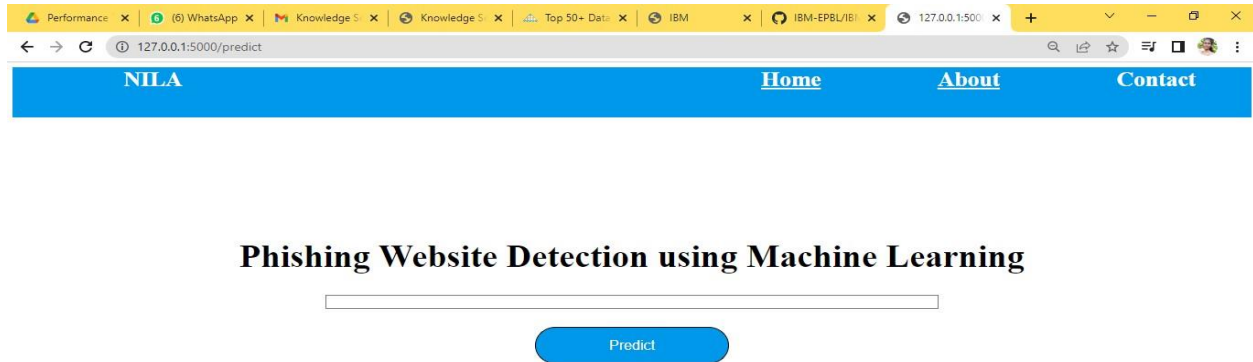 Performance (6) WhatsApp Knowledge S Knowledge S Top 50+ Data IBM IBM-EPBL/IB 127.0.0.1:500
127.0.0.1:5000/predict
NILA Home About Contact
Phishing Website Detection using Machine Learning
Predict